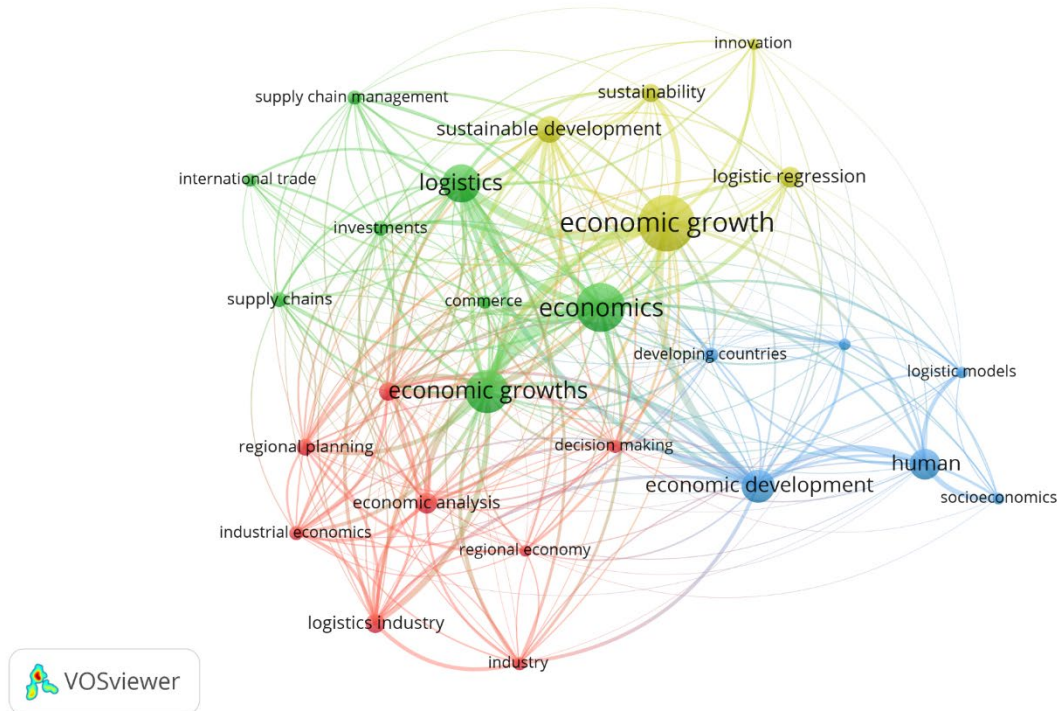 innovation
sustainability
supply chain management
sustainable development
international trade
logistics
logistic regression
economic growth
investments
supply chains
commerce
economics
developing countries
logistic models
economic growths
regional planning
decision making
human
economic development
economic analysis
socioeconomics
industrial economics
regional economy
logistics industry
industry
VOSviewer